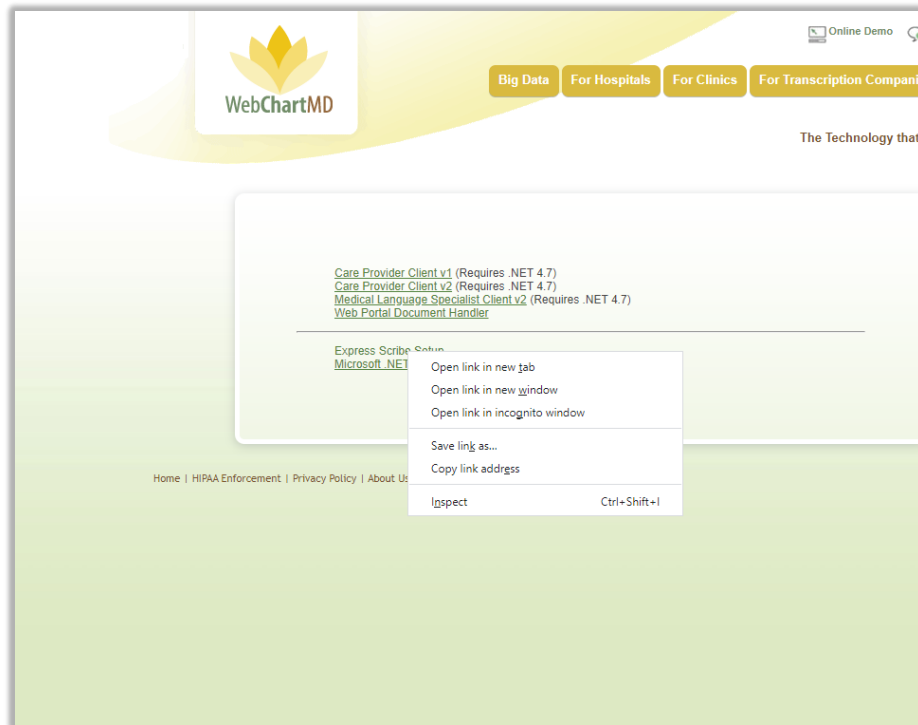 Online Demo
WebChartMD
Big Data For Hospitals For Clinics For Transcription Compani
The Technology that
Care Provider Client v1 (Requires .NET 4.7)
Care Provider Client v2 (Requires .NET 4.7)
Medical Language Specialist Client v2 (Requires .NET 4.7)
Web Portal Document Handler
Express Scribe Setup
Microsoft .NET
Open link in new tab
Open link in new window
Open link in incognito window
Save link as...
Copy link address
Inspect Ctrl+Shift+I
Home | HIPAA Enforcement | Privacy Policy | About Us